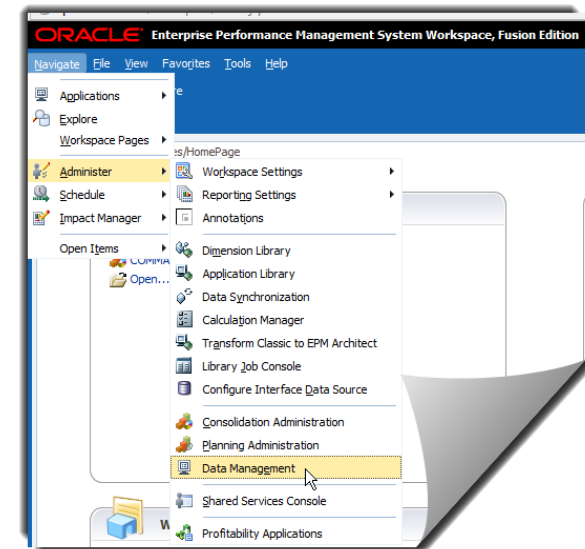 ORACLE Enterprise Performance Management System Workspace, Fusion Edition
Navigate File View Favorites Tools Help
Applications
Explore
Workspace Pages
es/HomePage
Administer
Schedule
Impact Manager
Open Items
Open...
Workspace Settings
Reporting Settings
Annotations
Dimension Library
Application Library
Data Synchronization
Calculation Manager
Transform Classic to EPM Architect
Library Job Console
Configure Interface Data Source
Consolidation Administration
Planning Administration
Data Management
Shared Services Console
Profitability Applications